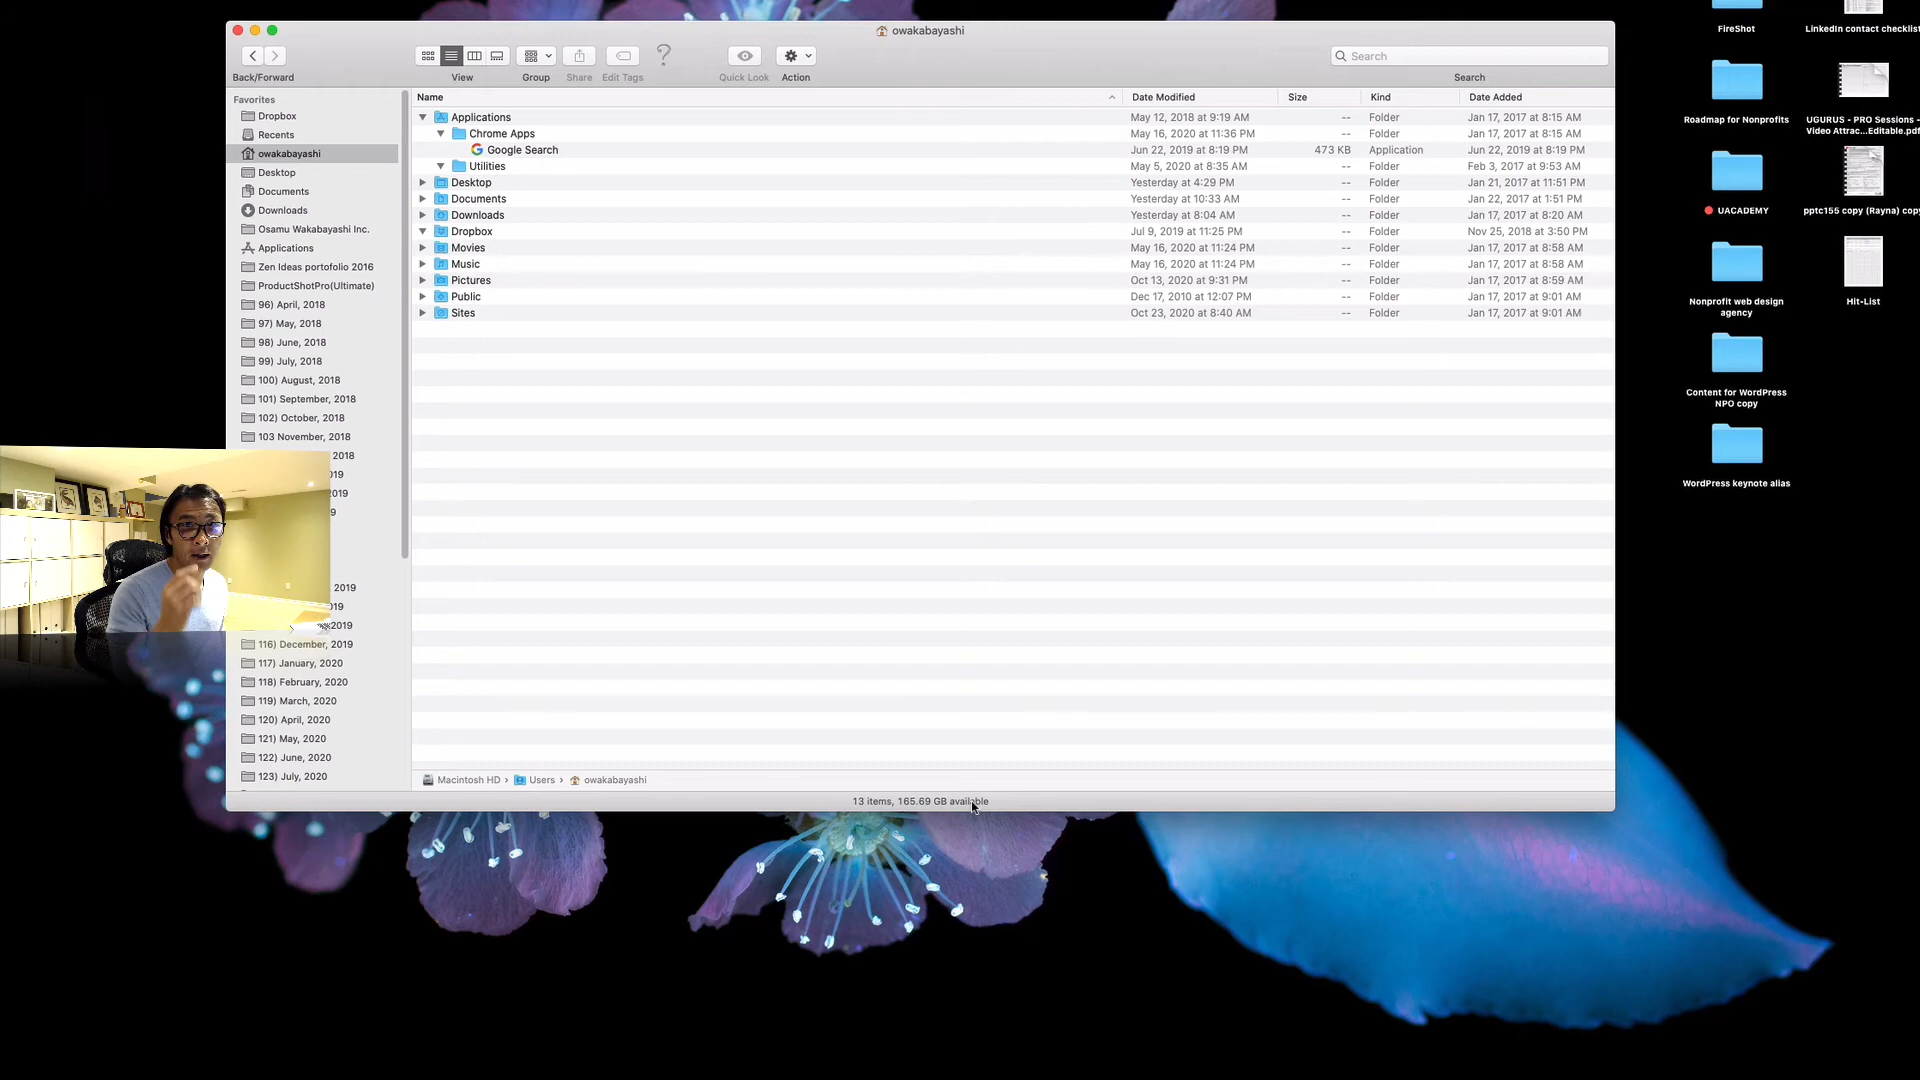 owakabayashi
Back/Forward
View
Group
Share
Edit Tags
Quick Look
Action
Search
Search
Favorites
Dropbox
Recents
owakabayashi
Desktop
Documents
Downloads
Osamu Wakabayashi Inc.
Applications
Zen Ideas portofolio 2016
ProductShotPro(Ultimate)
96) April, 2018
97) May, 2018
98) June, 2018
99) July, 2018
100) August, 2018
101) September, 2018
102) October, 2018
103 November, 2018
2018
2019
2019
2019
116) December, 2019
117) January, 2020
118) February, 2020
119) March, 2020
120) April, 2020
121) May, 2020
122) June, 2020
123) July, 2020
Name Date Modified Size Kind Date Added
Applications May 12, 2018 at 9:19 AM -- Folder Jan 17, 2017 at 8:15 AM
Chrome Apps May 16, 2020 at 11:36 PM -- Folder Jan 17, 2017 at 8:15 AM
Google Search Jun 22, 2019 at 8:19 PM 473 KB Application Jun 22, 2019 at 8:19 PM
Utilities May 5, 2020 at 8:35 AM -- Folder Feb 3, 2017 at 9:53 AM
Desktop Yesterday at 4:29 PM -- Folder Jan 21, 2017 at 11:51 PM
Documents Yesterday at 10:33 AM -- Folder Jan 22, 2017 at 1:51 PM
Downloads Yesterday at 8:04 AM -- Folder Jan 17, 2017 at 8:20 AM
Dropbox Jul 9, 2019 at 11:25 PM -- Folder Nov 25, 2018 at 3:50 PM
Movies May 16, 2020 at 11:24 PM -- Folder Jan 17, 2017 at 8:58 AM
Music May 16, 2020 at 11:24 PM -- Folder Jan 17, 2017 at 8:58 AM
Pictures Oct 13, 2020 at 9:31 PM -- Folder Jan 17, 2017 at 8:59 AM
Public Dec 17, 2010 at 12:07 PM -- Folder Jan 17, 2017 at 9:01 AM
Sites Oct 23, 2020 at 8:40 AM -- Folder Jan 17, 2017 at 9:01 AM
Macintosh HD › Users › owakabayashi
13 items, 165.69 GB available
FireShot
LinkedIn contact checklist
Roadmap for Nonprofits
UGURUS - PRO Sessions -
Video Attrac...Editable.pdf
UACADEMY
pptc155 copy (Rayna) copy
Nonprofit web design
agency
Hit-List
Content for WordPress
NPO copy
WordPress keynote alias